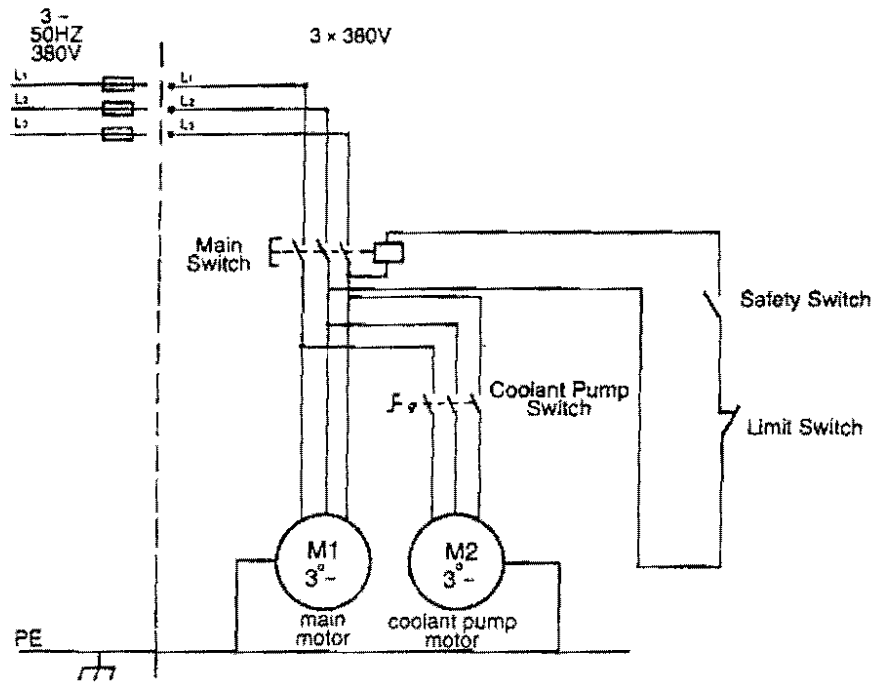 3~
50HZ
380V
3 × 380V
L1
L1
L2
L2
L3
L3
Main
Switch
Safety Switch
Coolant Pump
Switch
Limit Switch
M1
3~
M2
3~
main
motor
coolant pump
motor
PE